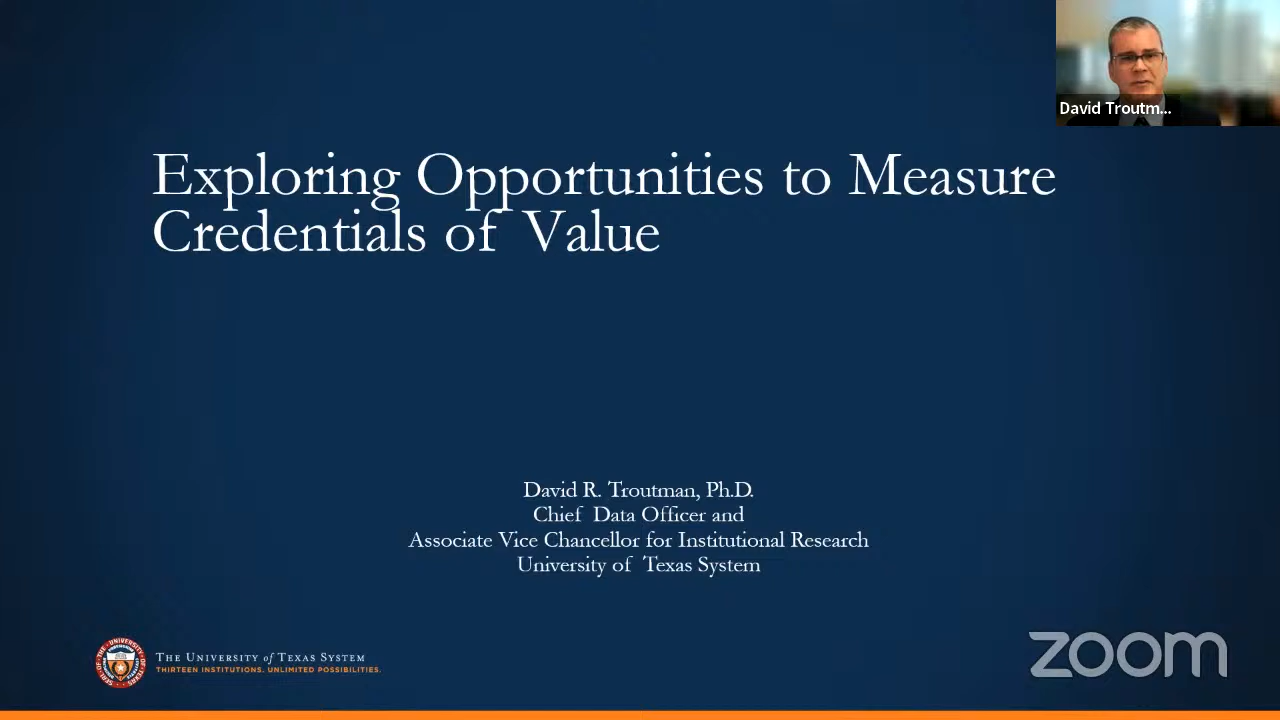 David Troutm...
Exploring Opportunities to Measure
Credentials of Value
David R. Troutman, Ph.D.
Chief Data Officer and
Associate Vice Chancellor for Institutional Research
University of Texas System
THE UNIVERSITY of TEXAS SYSTEM
THIRTEEN INSTITUTIONS. UNLIMITED POSSIBILITIES.
zoom